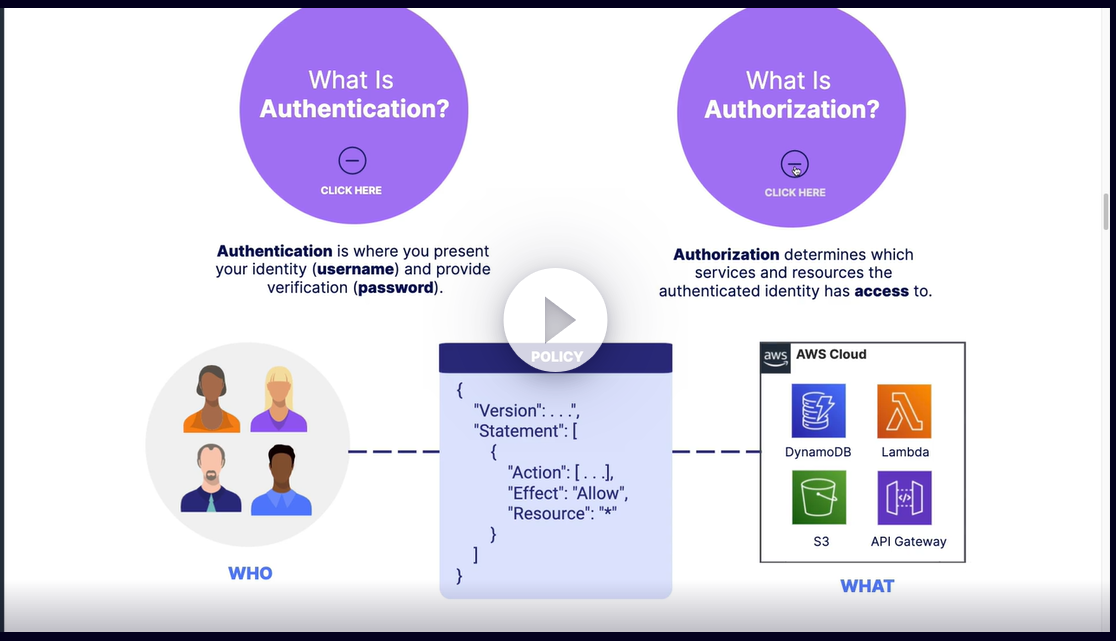 What Is
Authentication?
CLICK HERE
Authentication is where you present
your identity (username) and provide
verification (password).
What Is
Authorization?
CLICK HERE
Authorization determines which
services and resources the
authenticated identity has access to.
WHO
POLICY
{
"Version": . . .",
"Statement": [
{
"Action": [ . . .],
"Effect": "Allow",
"Resource": "*"
}
]
}
aws
AWS Cloud
DynamoDB
Lambda
S3
API Gateway
WHAT